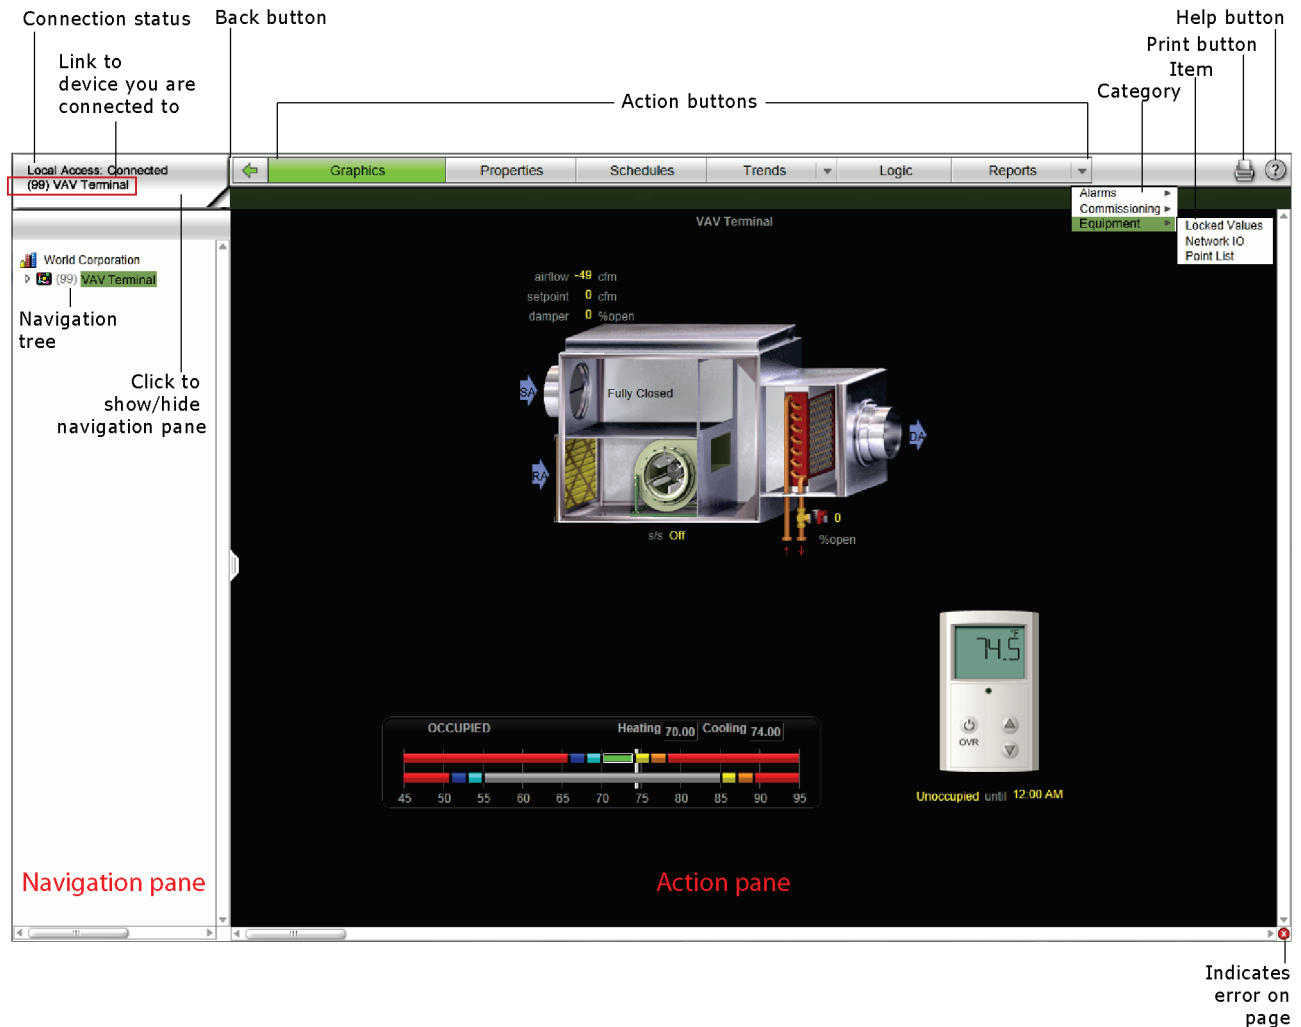 Connection status
Back button
Help button
Link to
device you are
connected to
Print button
Item
Category
Action buttons
Local Access: Connected
(99) VAV Terminal
Graphics
Properties
Schedules
Trends
Logic
Reports
?
Alarms
Commissioning
Equipment
Locked Values
Network IO
Point List
VAV Terminal
World Corporation
(99) VAV Terminal
Navigation
tree
Click to
show/hide
navigation pane
airflow -49 cfm
setpoint 0 cfm
damper 0 %open
SA
Fully Closed
DA
RA
s/s Off
0
%open
°F
74.5
OVR
Unoccupied until 12:00 AM
OCCUPIED
Heating 70.00 Cooling 74.00
45 50 55 60 65 70 75 80 85 90 95
Navigation pane
Action pane
Indicates
error on
page